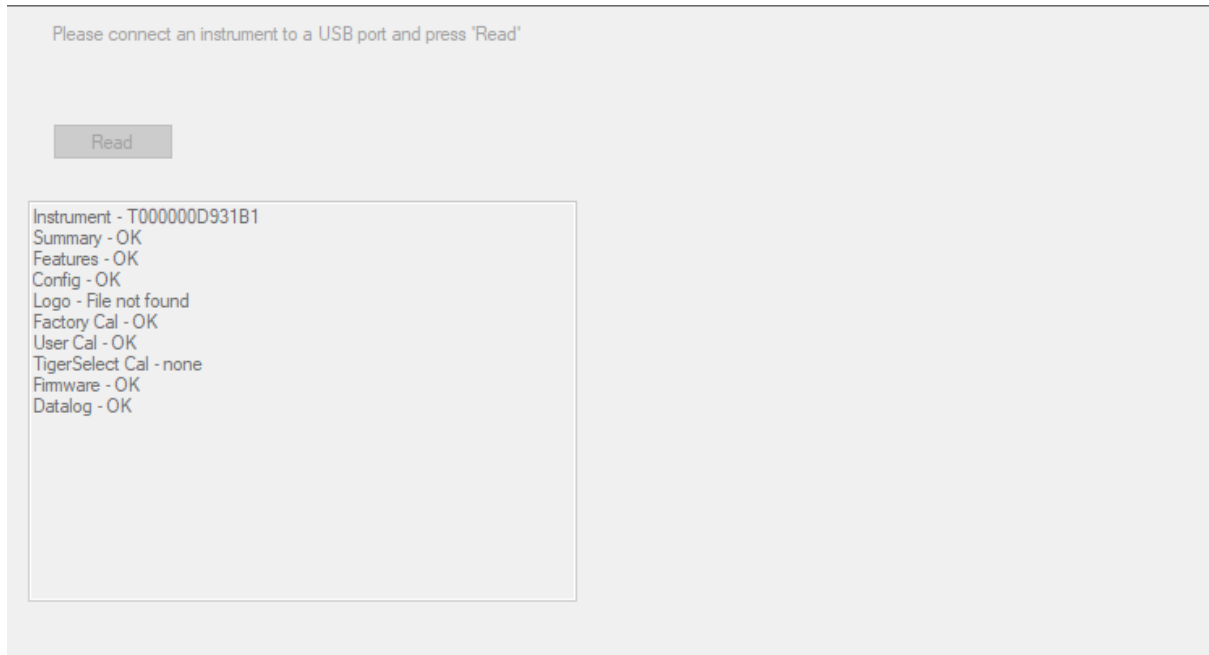 Please connect an instrument to a USB port and press "Read"
Read
Instrument - T000000D931B1
Summary - OK
Features - OK
Config - OK
Logo - File not found
Factory Cal - OK
User Cal - OK
TigerSelect Cal - none
Firmware - OK
Datalog - OK